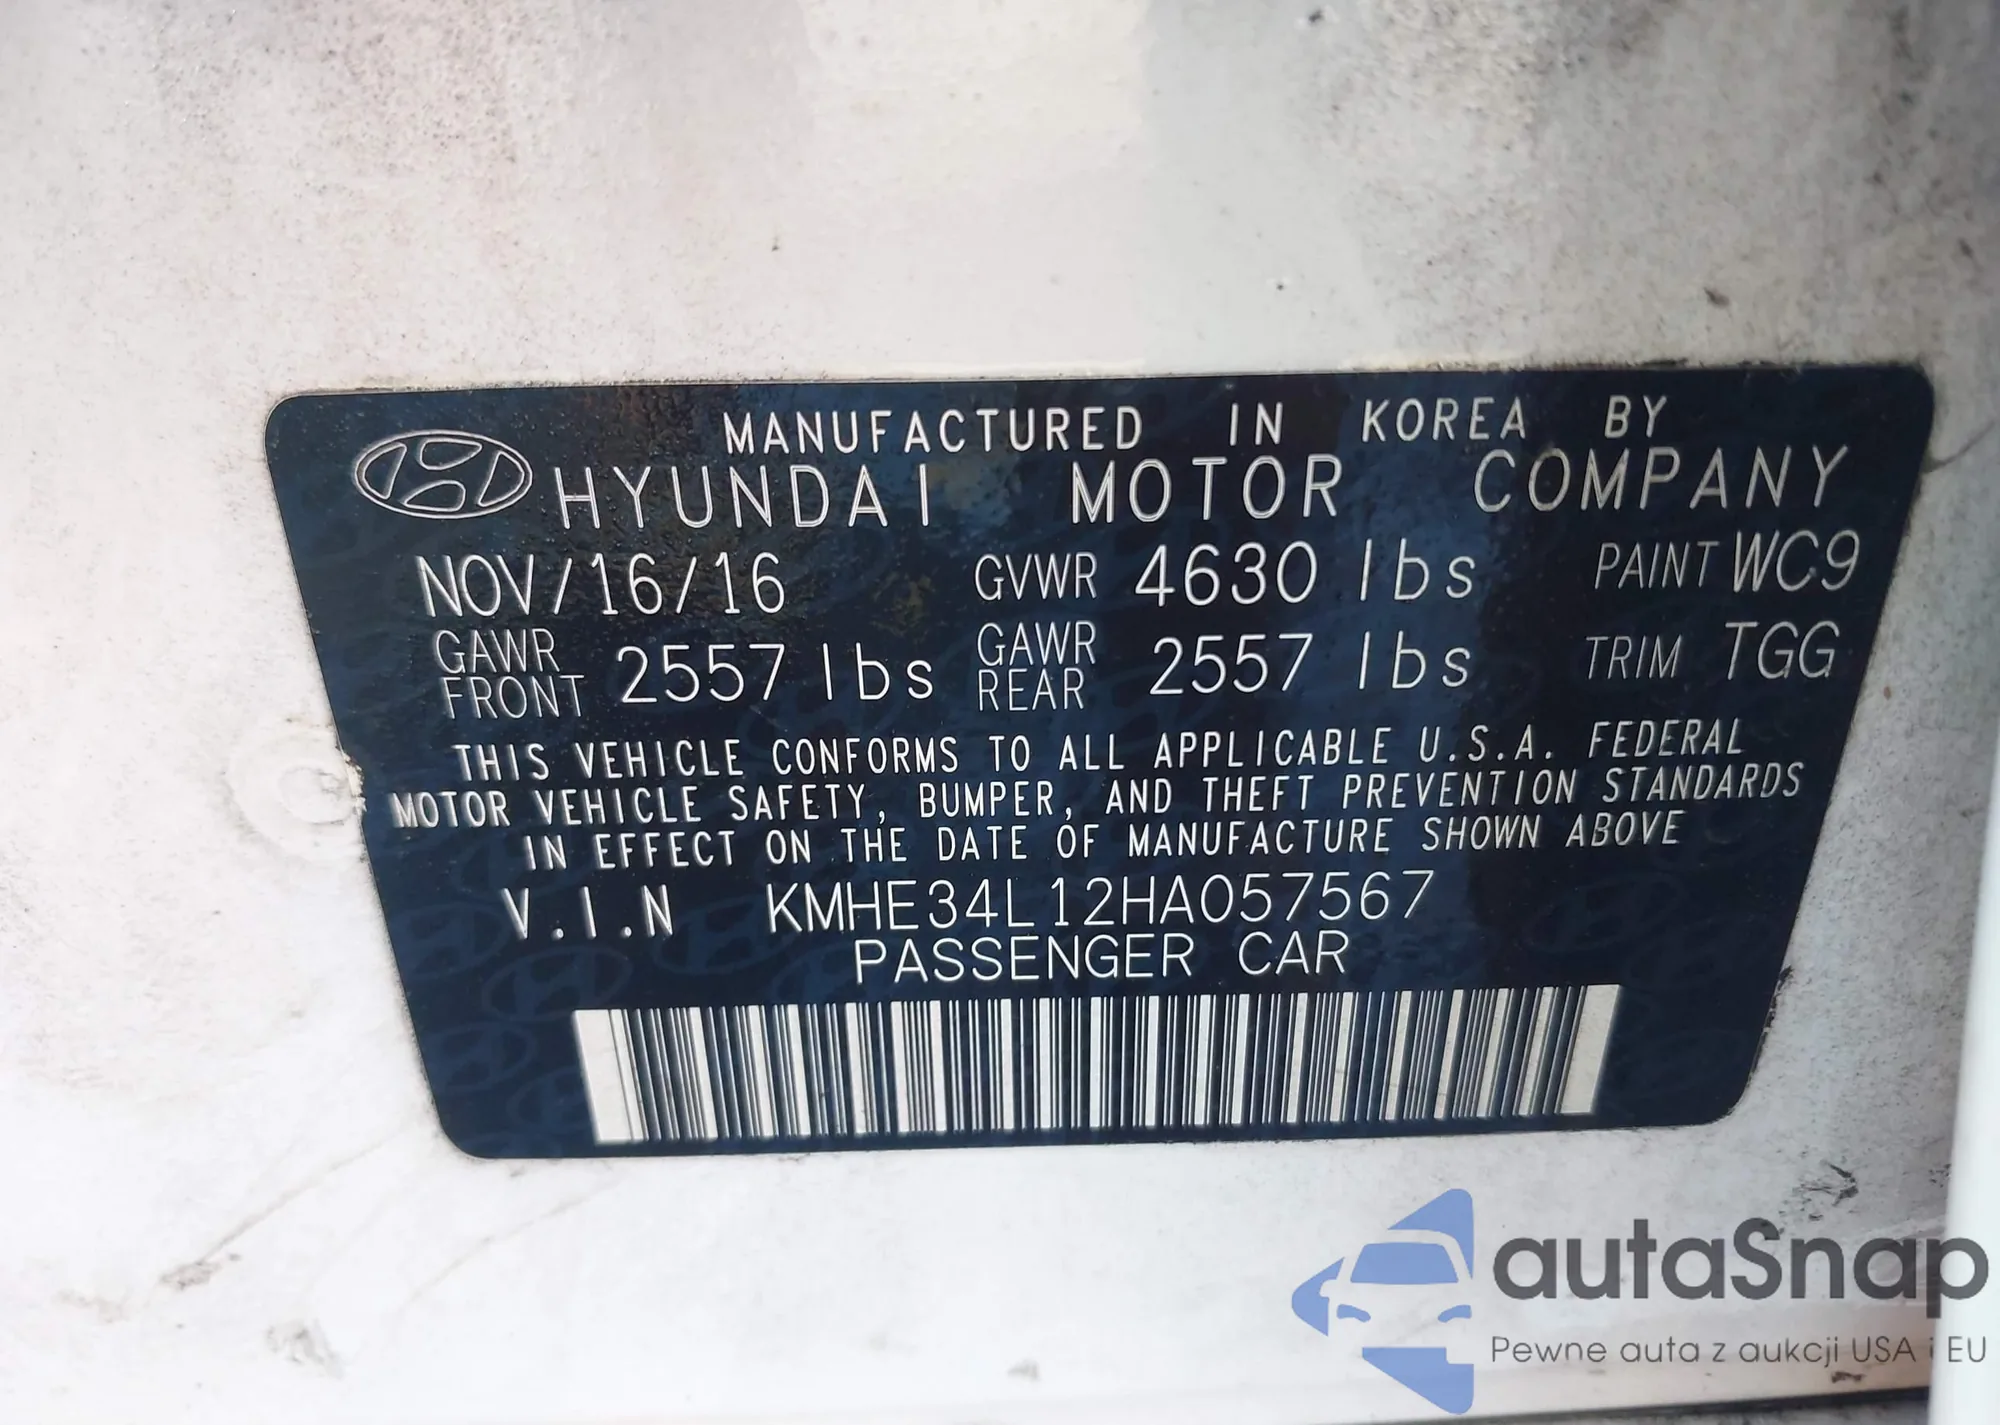 MANUFACTURED IN KOREA BY
HYUNDAI MOTOR COMPANY
NOV/16/16 GVWR 4630 lbs PAINT WC9
GAWR FRONT 2557 lbs GAWR REAR 2557 lbs TRIM TGG
THIS VEHICLE CONFORMS TO ALL APPLICABLE U.S.A. FEDERAL
MOTOR VEHICLE SAFETY, BUMPER, AND THEFT PREVENTION STANDARDS
IN EFFECT ON THE DATE OF MANUFACTURE SHOWN ABOVE
V.I.N KMHE34L12HA057567
PASSENGER CAR
autaSnap
Pewne auta z aukcji USA i EU